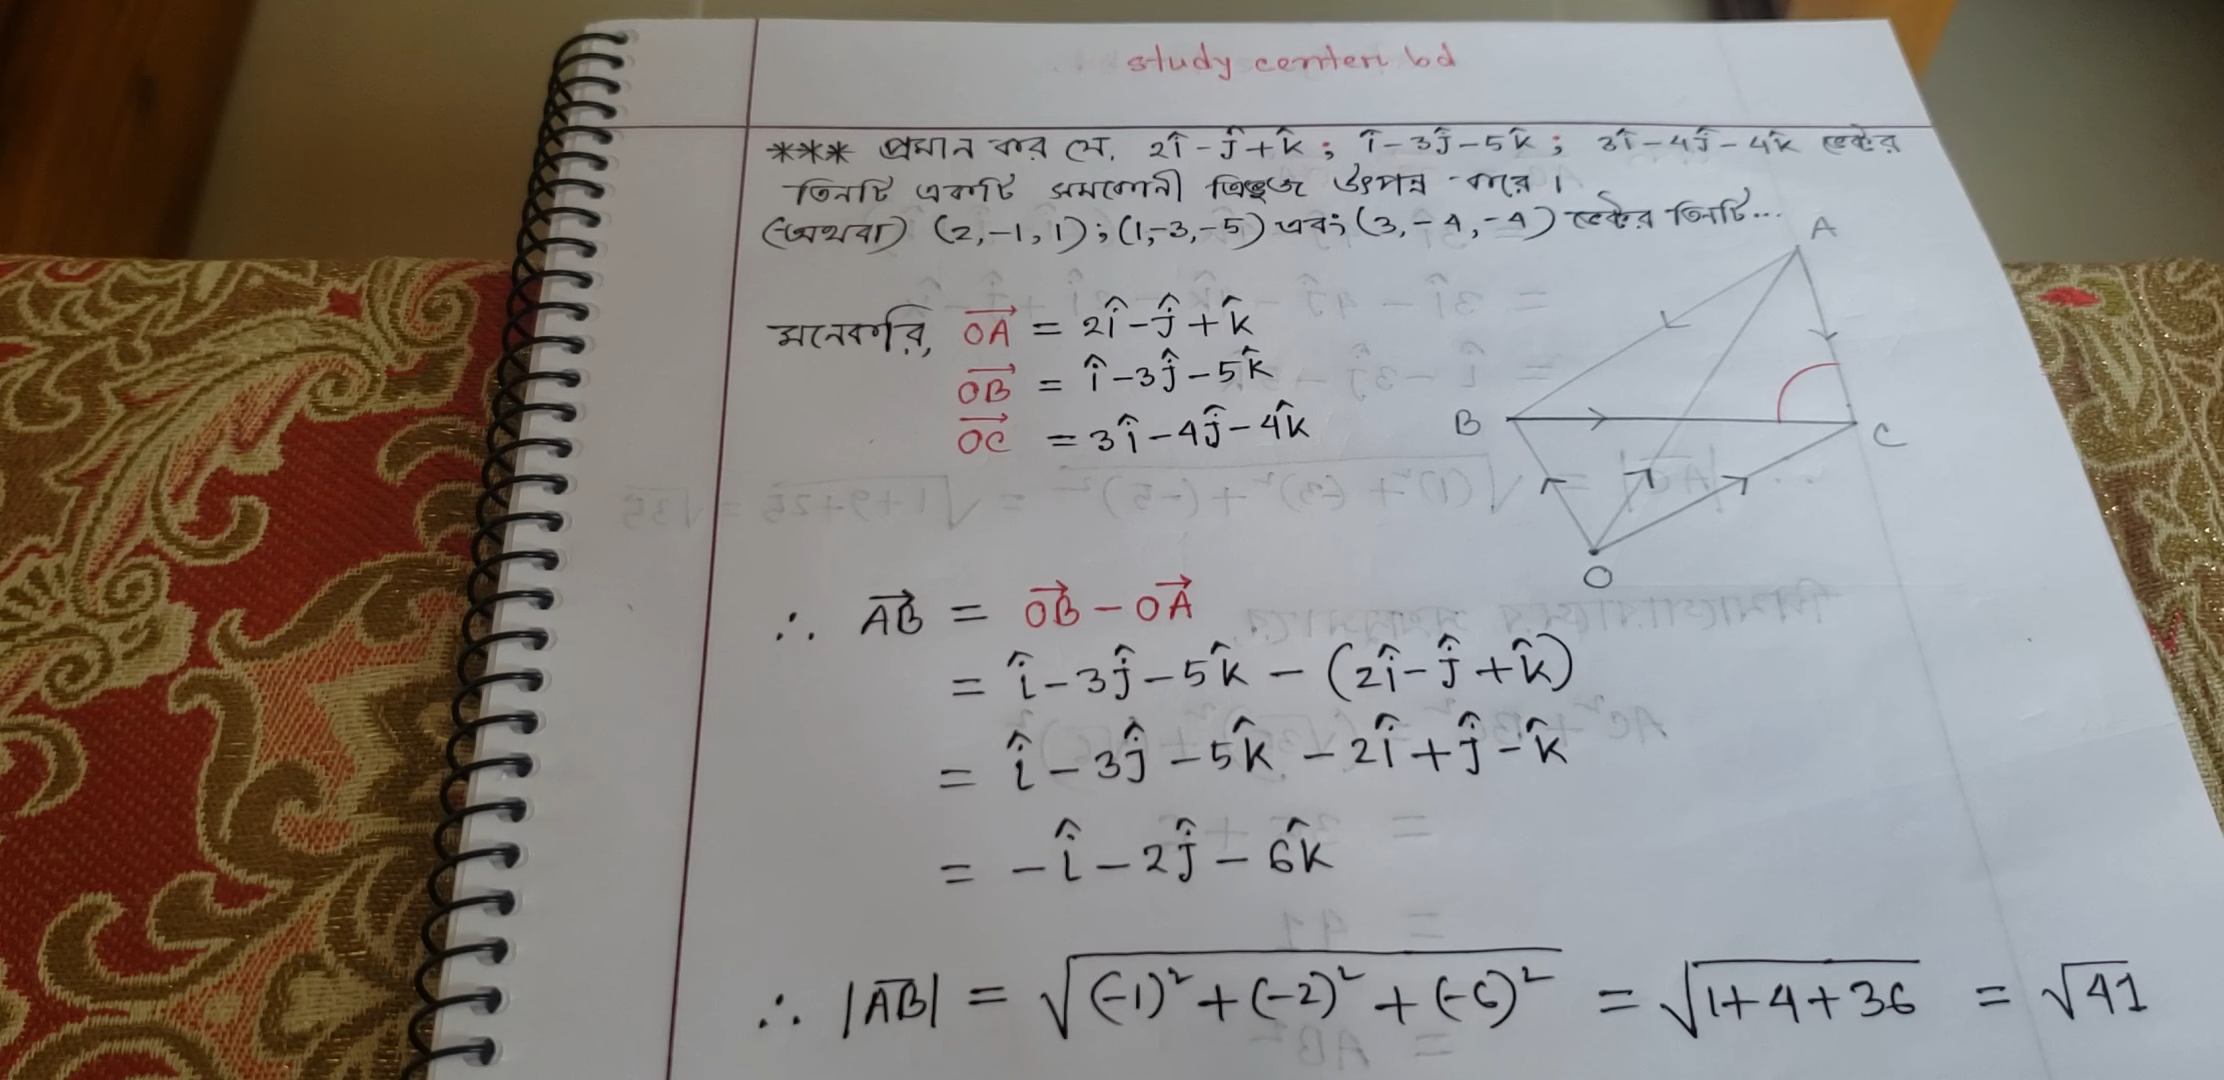 study center bd
*** প্রমান কর যে, 2î - ĵ + k̂ ; î - 3ĵ - 5k̂ ; 3î - 4ĵ - 4k̂ ভেক্টর
তিনটি একটি সমকোনী ত্রিভুজ উৎপন্ন করে।
(অথবা) (2, -1, 1) ; (1, -3, -5) এবং (3, -4, -4) ভেক্টর তিনটি...
A
মনেকরি, OA→ = 2î - ĵ + k̂
OB→ = î - 3ĵ - 5k̂
B
C
OC→ = 3î - 4ĵ - 4k̂
O
∴ AB→ = OB→ - OA→
= î - 3ĵ - 5k̂ - (2î - ĵ + k̂)
= î - 3ĵ - 5k̂ - 2î + ĵ - k̂
= -î - 2ĵ - 6k̂
∴ |AB→| = √((-1)² + (-2)² + (-6)²) = √(1+4+36) = √41